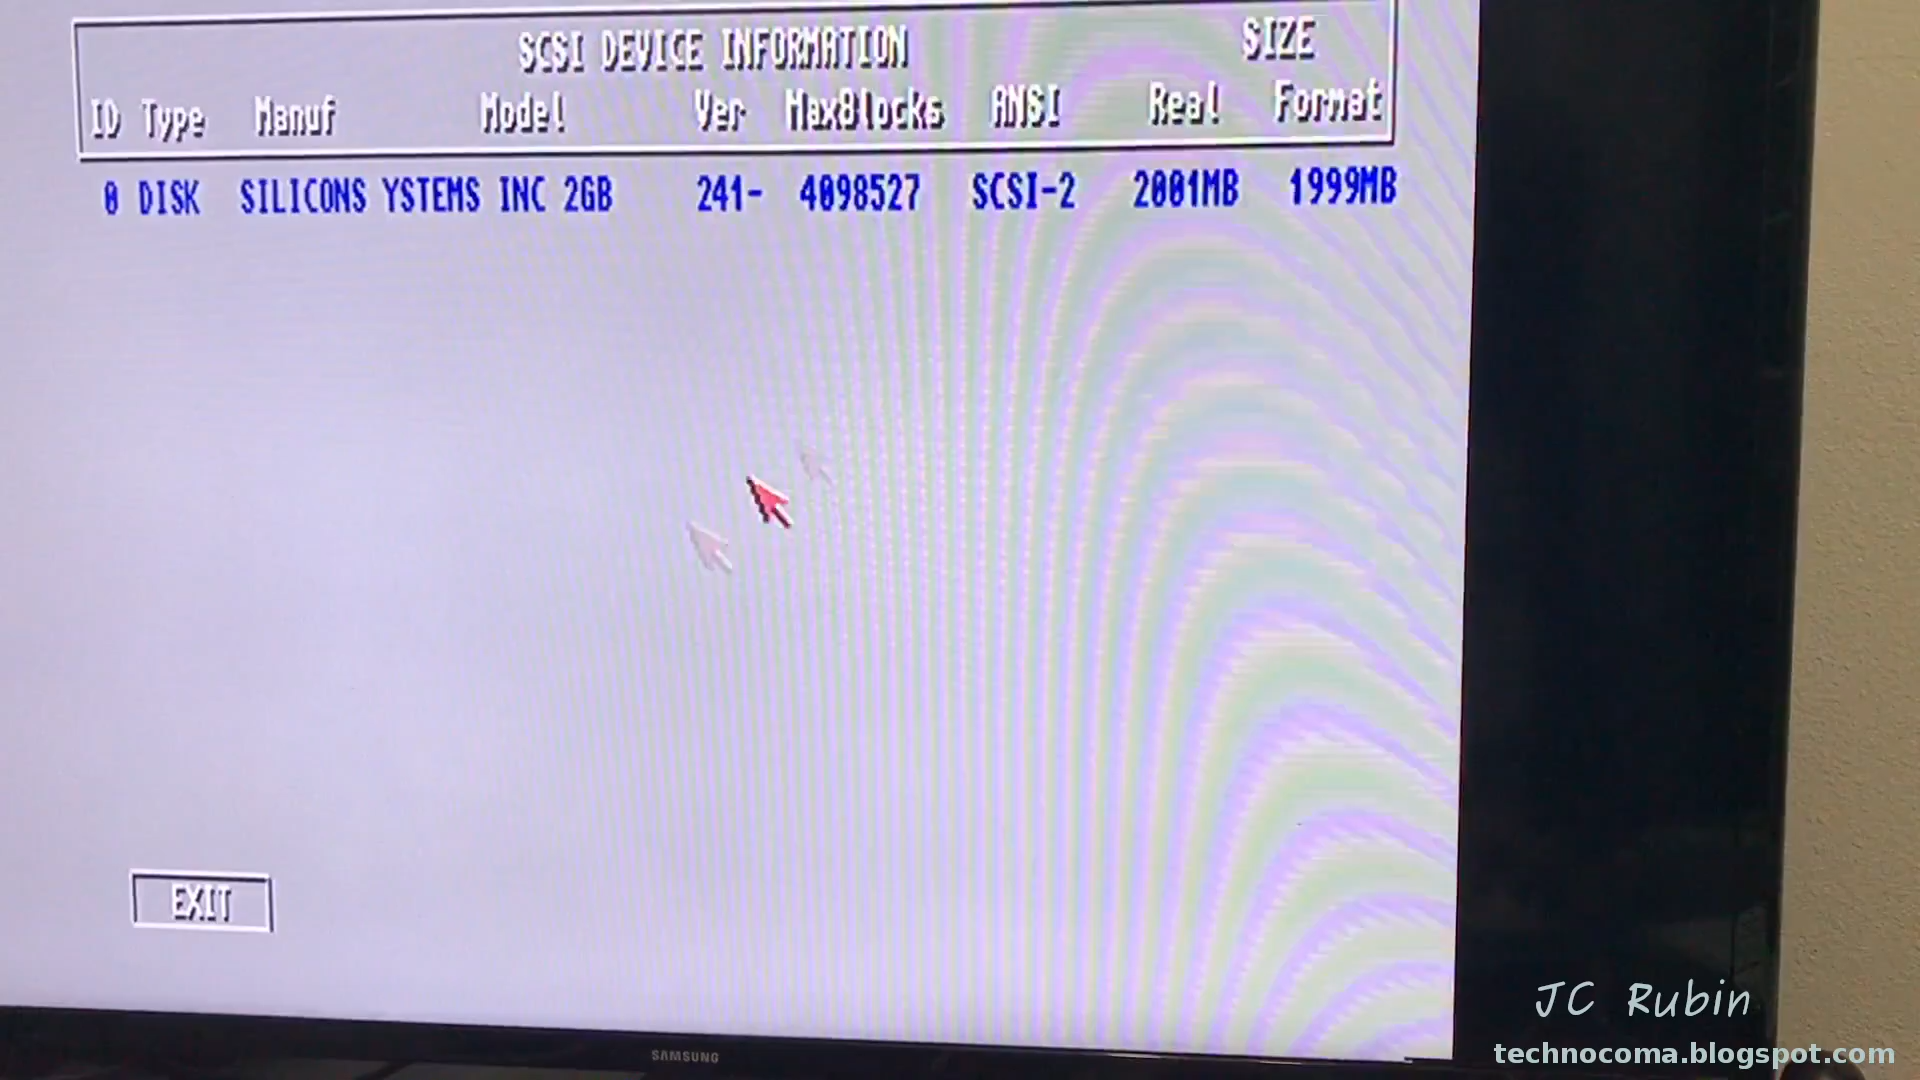 SCSI DEVICE INFORMATION SIZE
ID Type Manuf Model Ver MaxBlocks ANSI Real Format
0 DISK SILICONS YSTEMS INC 2GB 241- 4098527 SCSI-2 2001MB 1999MB
EXIT
SAMSUNG
JC Rubin
technocoma.blogspot.com